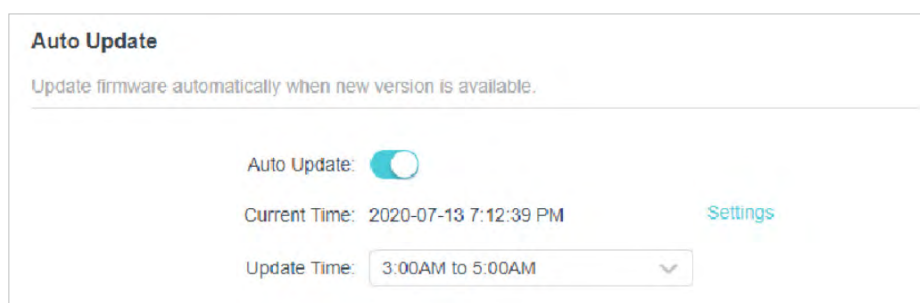 Auto Update
Update firmware automatically when new version is available.
Auto Update:
Current Time: 2020-07-13 7:12:39 PM Settings
Update Time: 3:00AM to 5:00AM